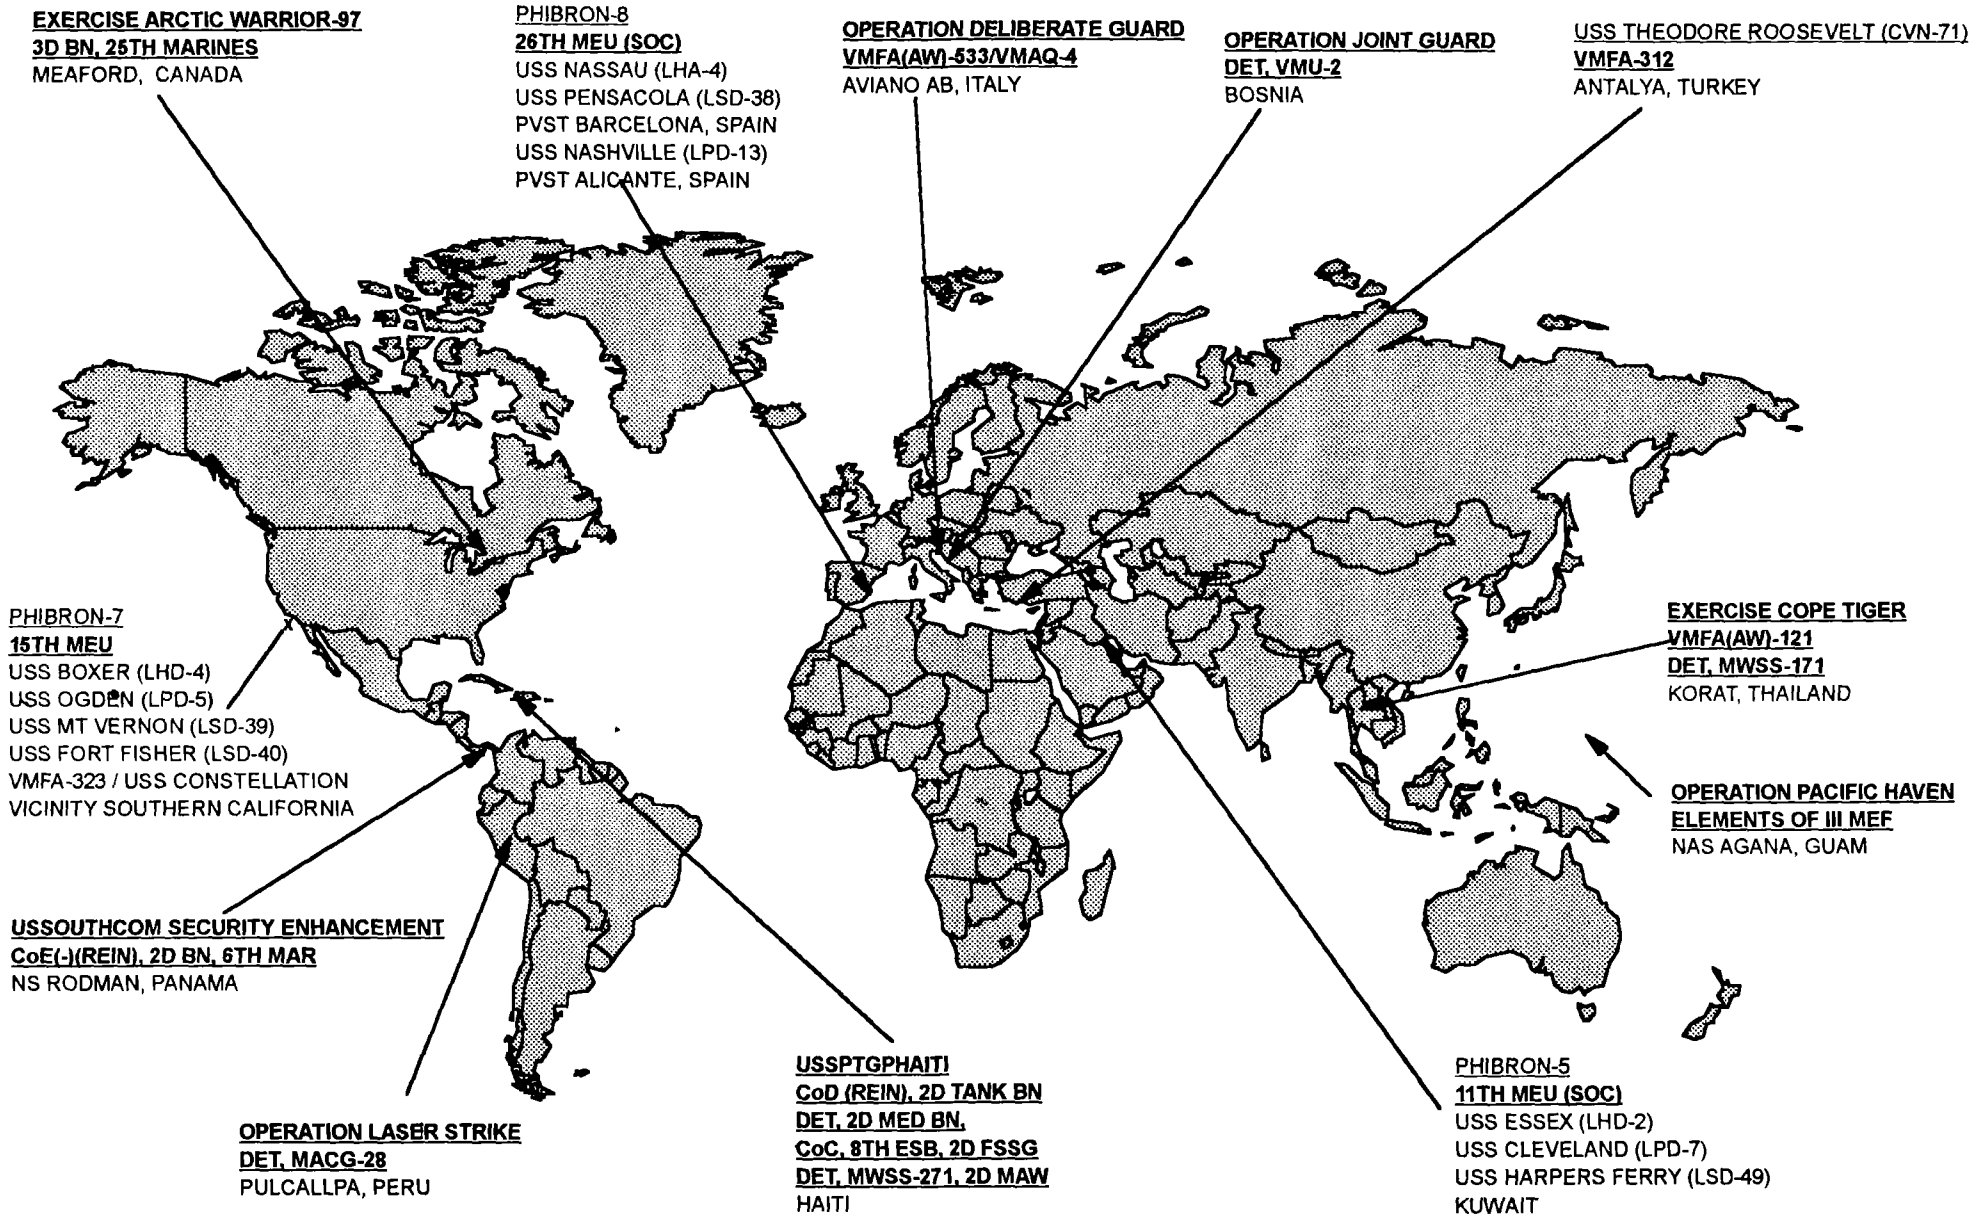 EXERCISE ARCTIC WARRIOR-97
3D BN, 25TH MARINES
MEAFORD, CANADA
PHIBRON-8
26TH MEU (SOC)
USS NASSAU (LHA-4)
USS PENSACOLA (LSD-38)
PVST BARCELONA, SPAIN
USS NASHVILLE (LPD-13)
PVST ALICANTE, SPAIN
OPERATION DELIBERATE GUARD
VMFA(AW)-533/VMAQ-4
AVIANO AB, ITALY
OPERATION JOINT GUARD
DET, VMU-2
BOSNIA
USS THEODORE ROOSEVELT (CVN-71)
VMFA-312
ANTALYA, TURKEY
PHIBRON-7
15TH MEU
USS BOXER (LHD-4)
USS OGDEN (LPD-5)
USS MT VERNON (LSD-39)
USS FORT FISHER (LSD-40)
VMFA-323 / USS CONSTELLATION
VICINITY SOUTHERN CALIFORNIA
EXERCISE COPE TIGER
VMFA(AW)-121
DET, MWSS-171
KORAT, THAILAND
OPERATION PACIFIC HAVEN
ELEMENTS OF III MEF
NAS AGANA, GUAM
USSOUTHCOM SECURITY ENHANCEMENT
CoE(-)(REIN), 2D BN, 6TH MAR
NS RODMAN, PANAMA
OPERATION LASER STRIKE
DET, MACG-28
PULCALLPA, PERU
USSPTGPHAITI
CoD (REIN), 2D TANK BN
DET, 2D MED BN,
CoC, 8TH ESB, 2D FSSG
DET, MWSS-271, 2D MAW
HAITI
PHIBRON-5
11TH MEU (SOC)
USS ESSEX (LHD-2)
USS CLEVELAND (LPD-7)
USS HARPERS FERRY (LSD-49)
KUWAIT